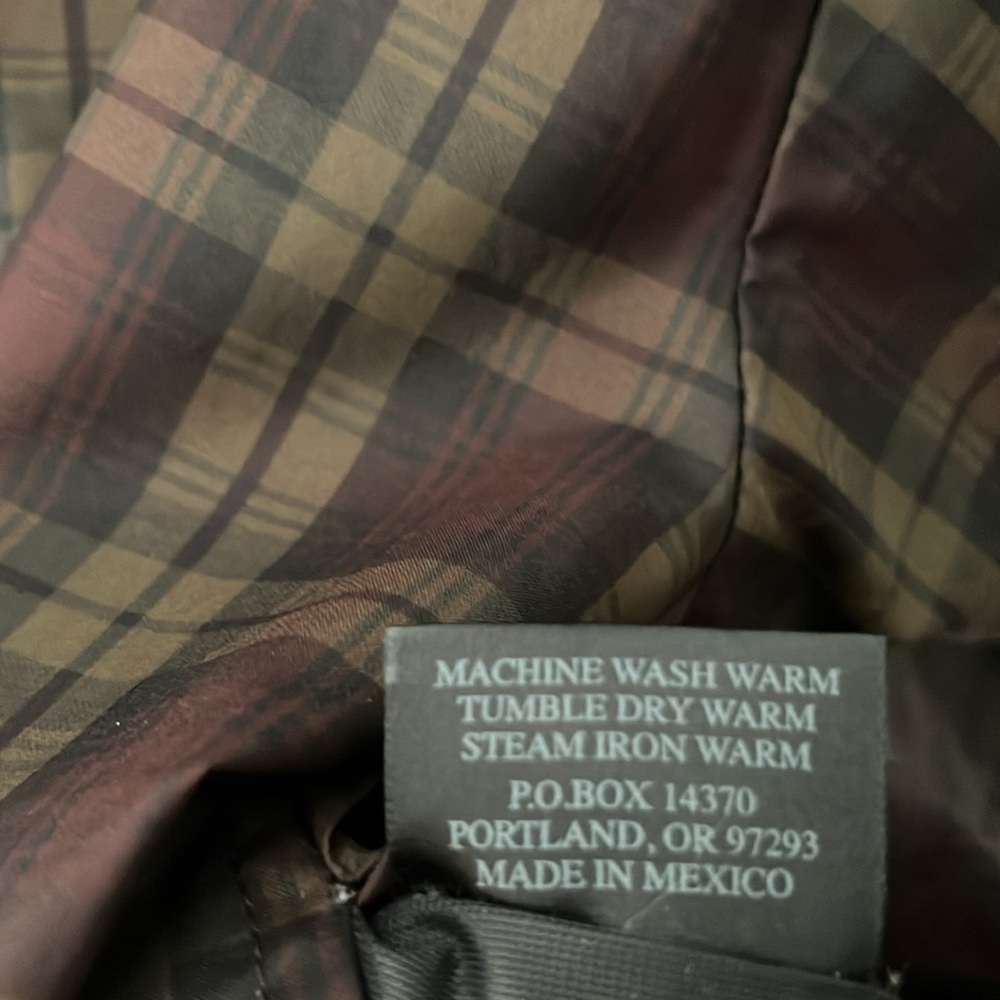 MACHINE WASH WARM
TUMBLE DRY WARM
STEAM IRON WARM
P.O.BOX 14370
PORTLAND, OR 97293
MADE IN MEXICO